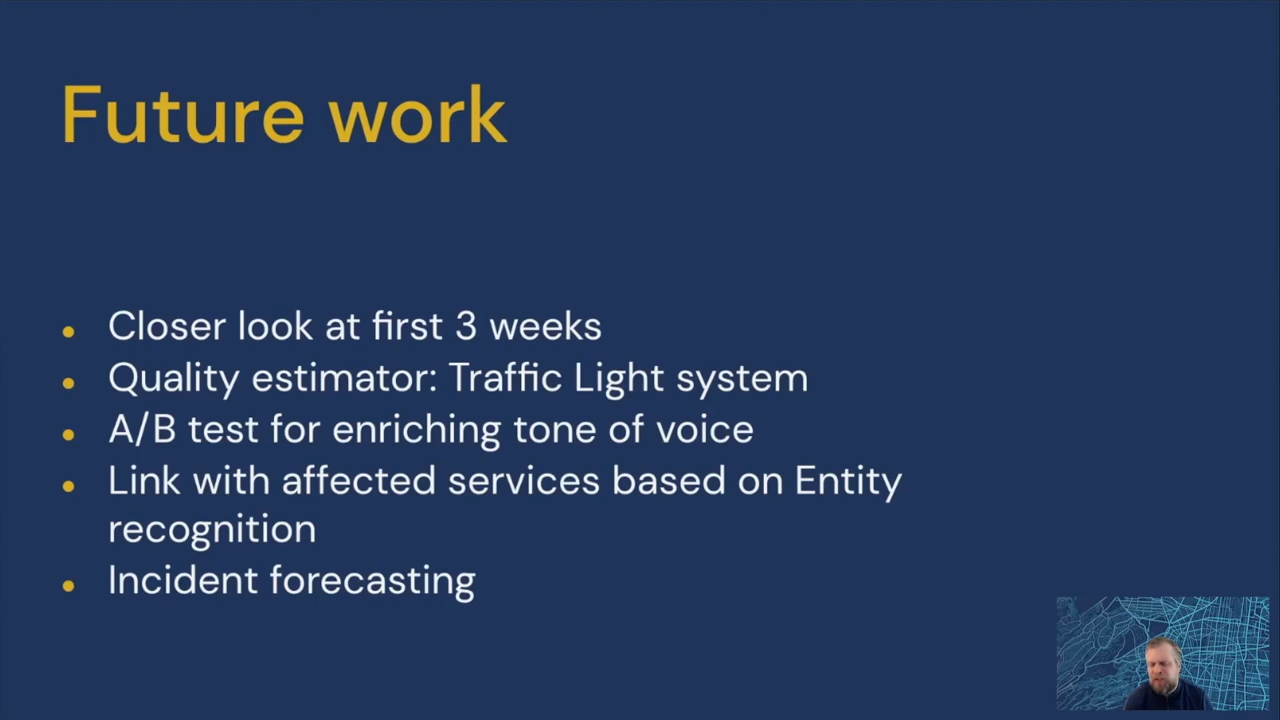 Future work
Closer look at first 3 weeks
Quality estimator: Traffic Light system
A/B test for enriching tone of voice
Link with affected services based on Entity
recognition
Incident forecasting